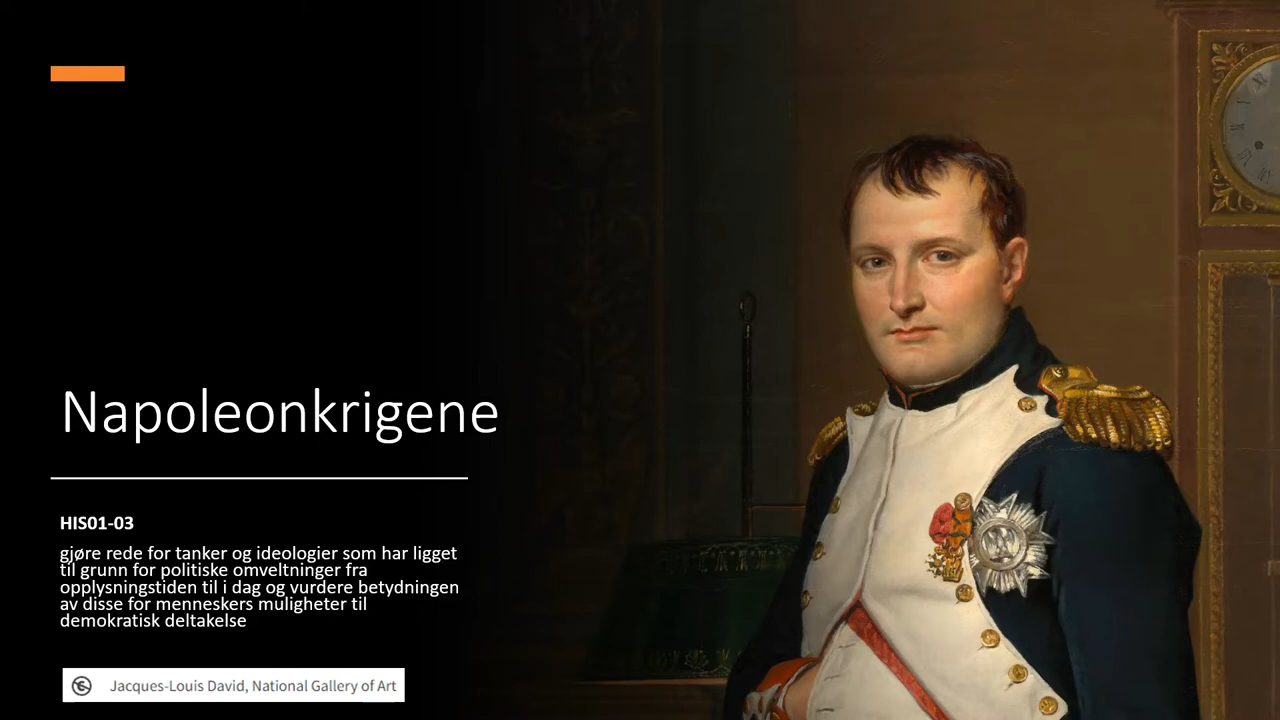 Napoleonkrigene
HIS01-03
gjøre rede for tanker og ideologier som har ligget
til grunn for politiske omveltninger fra
opplysningstiden til i dag og vurdere betydningen
av disse for menneskers muligheter til
demokratisk deltakelse
Jacques-Louis David, National Gallery of Art